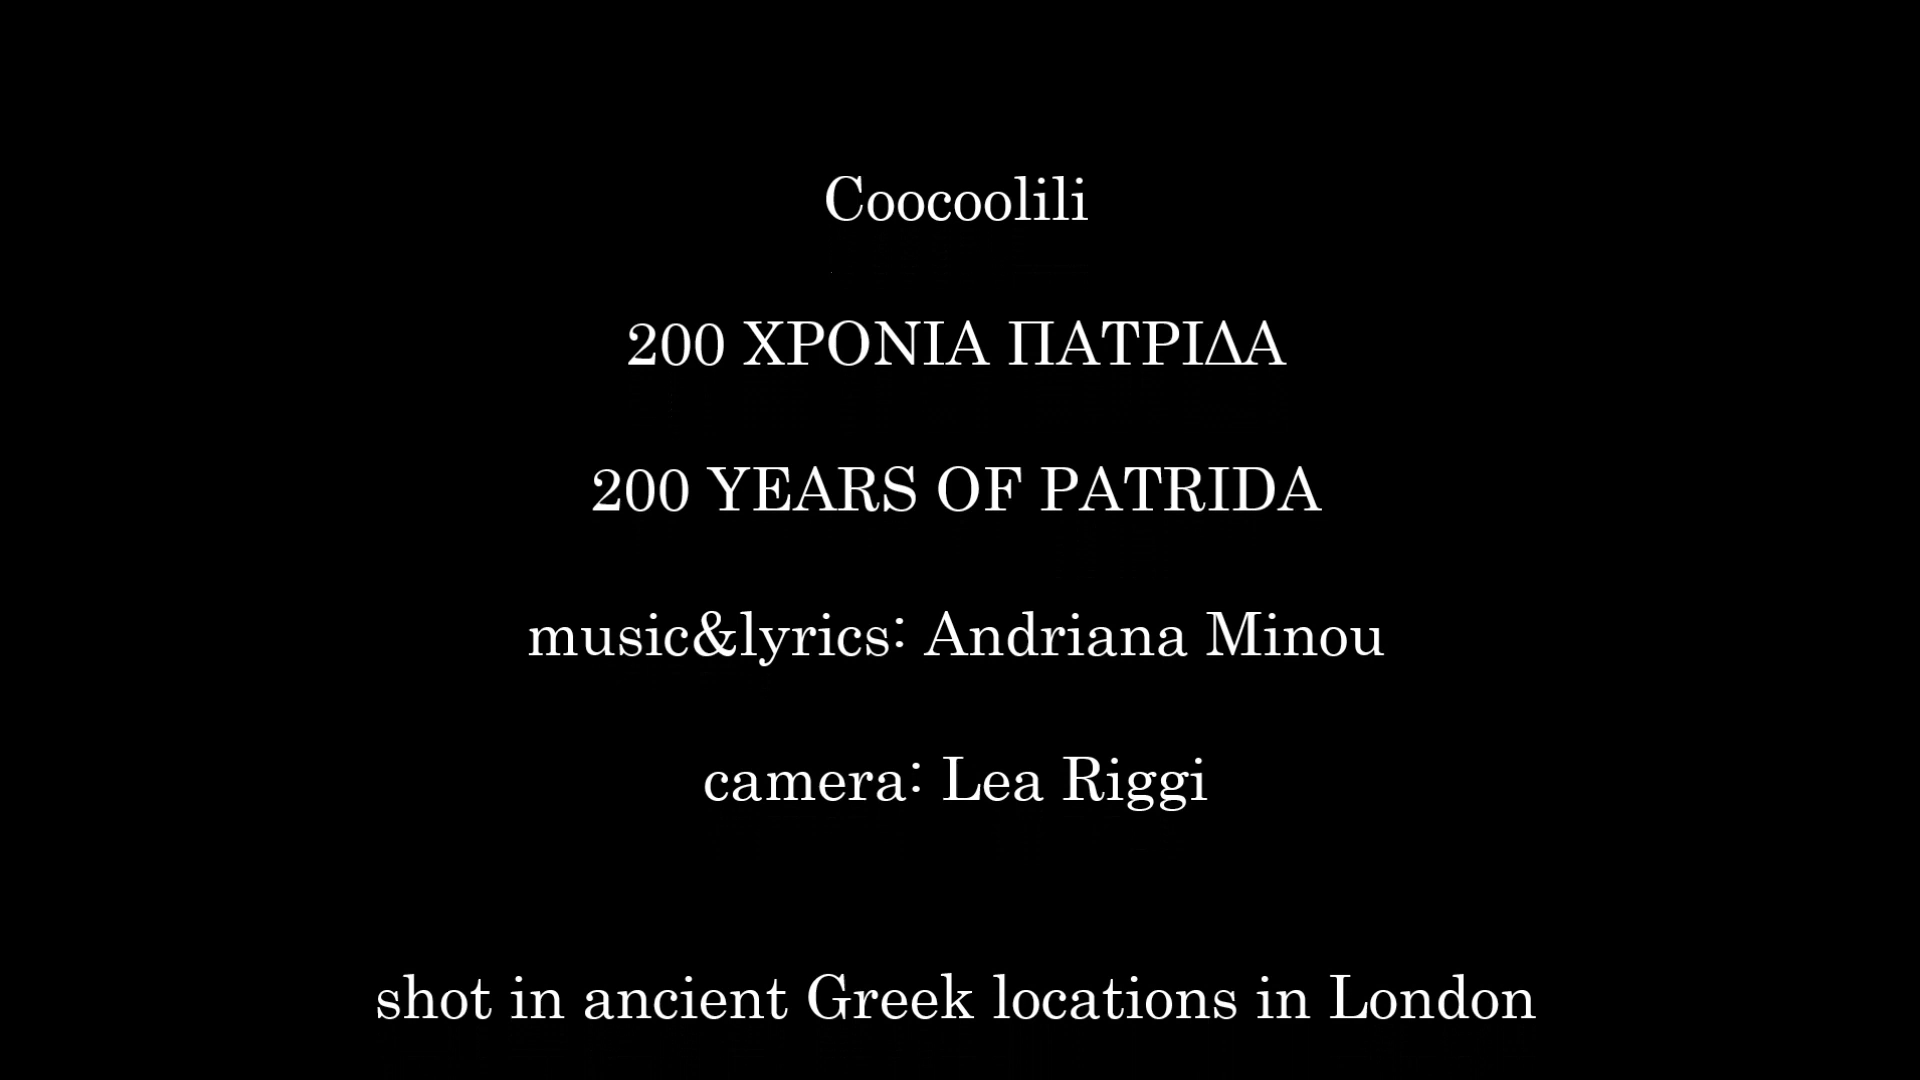 Coocoolili
200 ΧΡΟΝΙΑ ΠΑΤΡΙΔΑ
200 YEARS OF PATRIDA
music&lyrics: Andriana Minou
camera: Lea Riggi
shot in ancient Greek locations in London